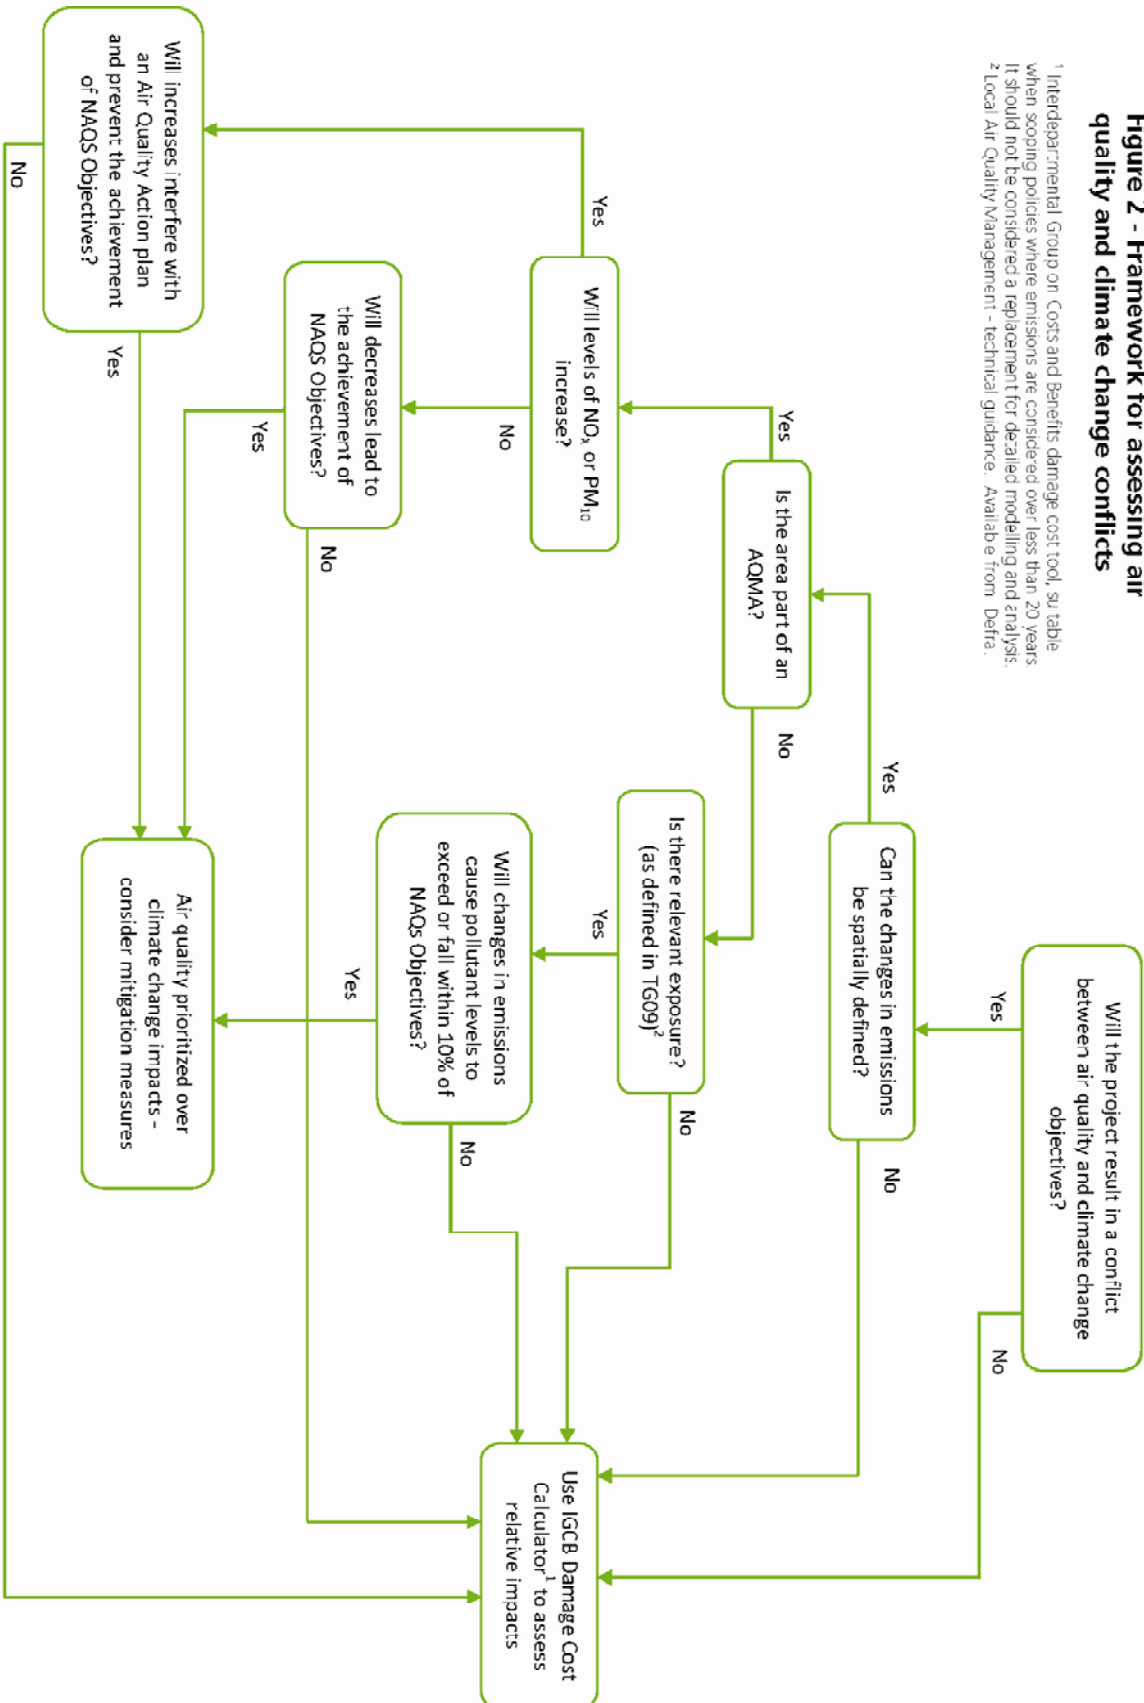 Figure 2 - Framework for assessing air
quality and climate change conflicts
¹ Interdepartmental Group on Costs and Benefits damage cost tool, su table
when scoping policies where emissions are considered over less than 20 years.
It should not be considered a replacement for detailed modelling and analysis.
² Local Air Quality Management - technical guidance. Available from Defra.
Will the project result in a conflict
between air quality and climate change
objectives?
Yes
No
Can the changes in emissions
be spatially defined?
Yes
No
Is the area part of an
AQMA?
Yes
No
Is there relevant exposure?
(as defined in TG09)²
Yes
No
Will levels of NOₓ or PM₁₀
increase?
Yes
No
Will changes in emissions
cause pollutant levels to
exceed or fall within 10% of
NAQs Objectives?
Yes
No
Will decreases lead to
the achievement of
NAQS Objectives?
Yes
No
Use IGCB Damage Cost
Calculator¹ to assess
relative impacts
Will increases interfere with
an Air Quality Action plan
and prevent the achievement
of NAQS Objectives?
Yes
No
Air quality prioritized over
climate change impacts -
consider mitigation measures